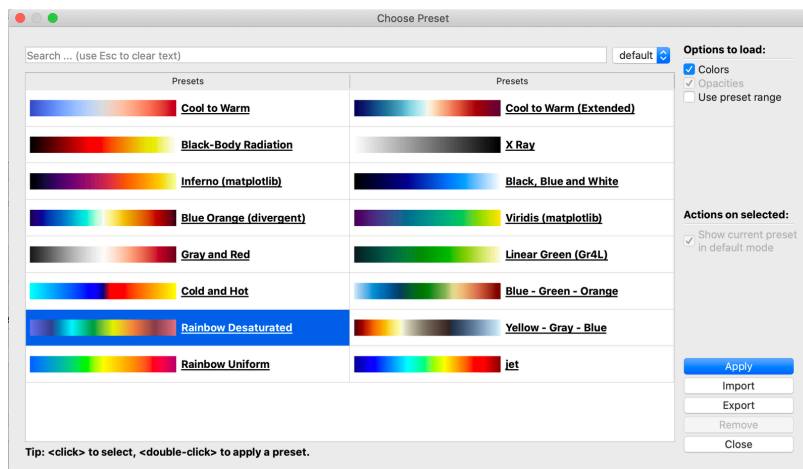 Choose Preset
Search ... (use Esc to clear text)
default
Presets
Presets
Cool to Warm
Cool to Warm (Extended)
Black-Body Radiation
X Ray
Inferno (matplotlib)
Black, Blue and White
Blue Orange (divergent)
Viridis (matplotlib)
Gray and Red
Linear Green (Gr4L)
Cold and Hot
Blue - Green - Orange
Rainbow Desaturated
Yellow - Gray - Blue
Rainbow Uniform
jet
Tip: <click> to select, <double-click> to apply a preset.
Options to load:
Colors
Opacities
Use preset range
Actions on selected:
Show current preset
in default mode
Apply
Import
Export
Remove
Close